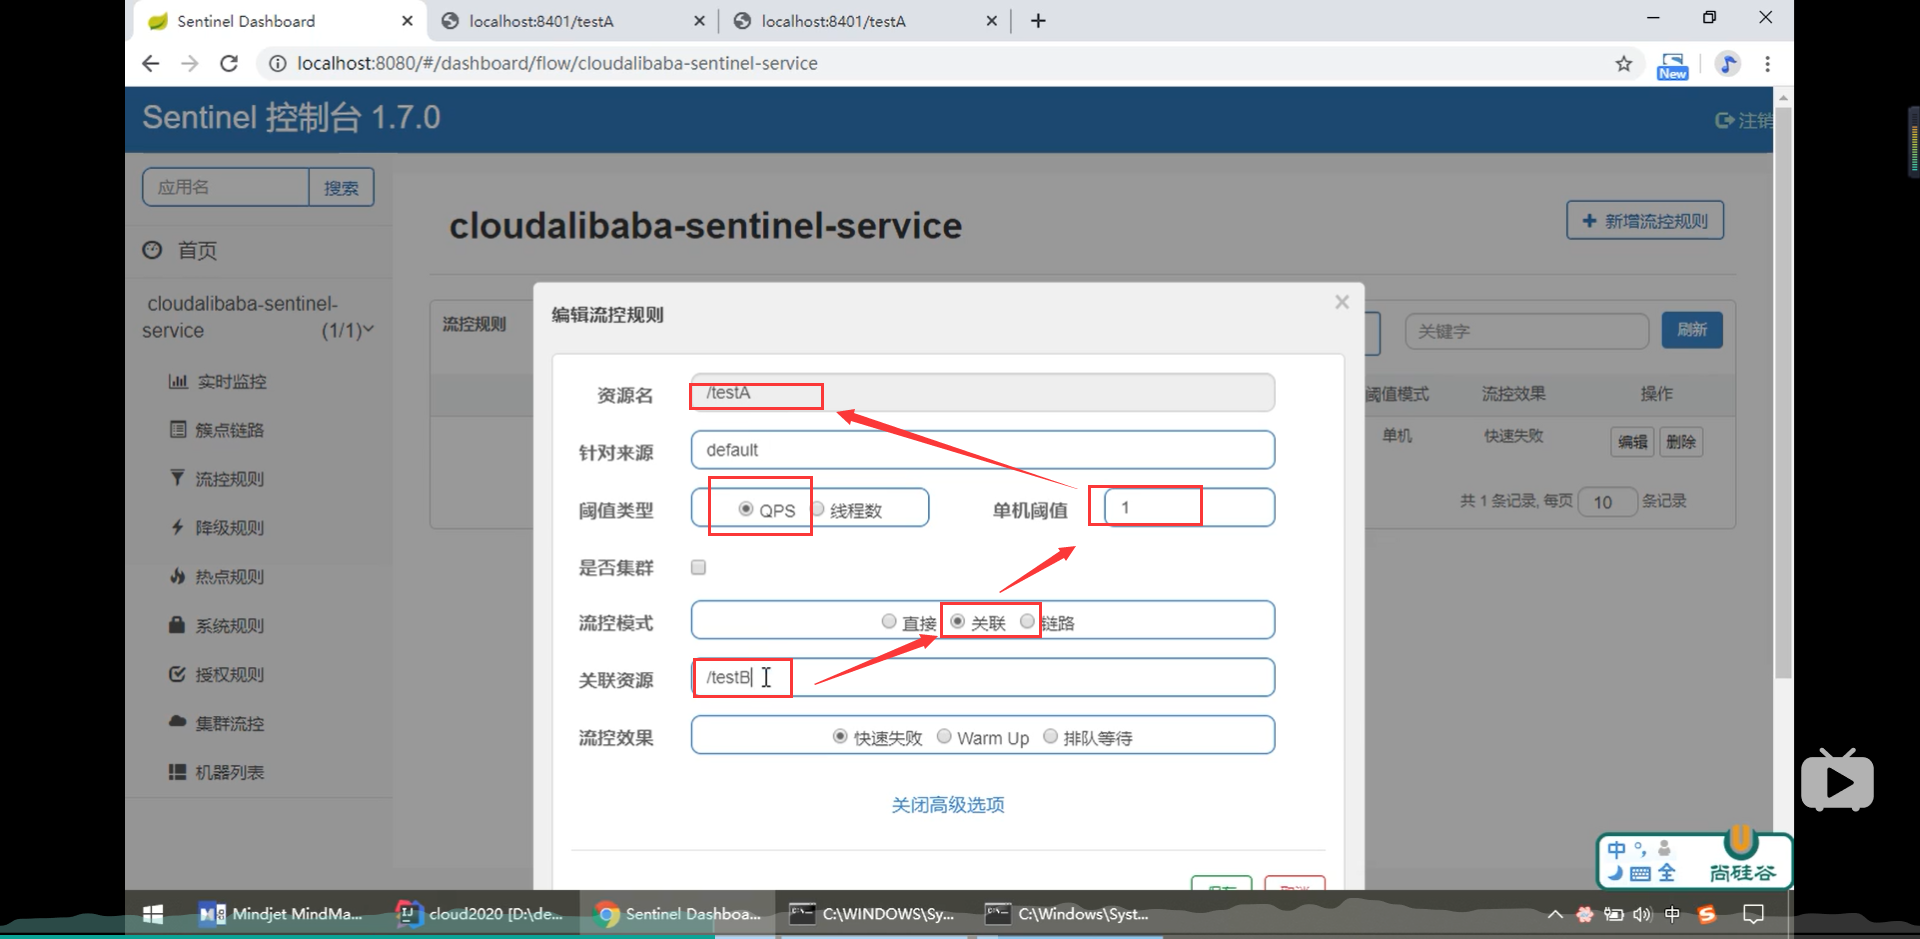 Sentinel Dashboard
localhost:8401/testA
localhost:8401/testA
localhost:8080/#/dashboard/flow/cloudalibaba-sentinel-service
New
Sentinel 控制台 1.7.0
注销
应用名
搜索
首页
cloudalibaba-sentinel-
service
(1/1)
实时监控
簇点链路
流控规则
降级规则
热点规则
系统规则
授权规则
集群流控
机器列表
cloudalibaba-sentinel-service
新增流控规则
流控规则
关键字
刷新
阈值模式
流控效果
操作
单机
快速失败
编辑
删除
共 1 条记录, 每页 10 条记录
编辑流控规则
资源名
/testA
针对来源
default
阈值类型
QPS
线程数
单机阈值
1
是否集群
流控模式
直接
关联
链路
关联资源
/testB
流控效果
快速失败
Warm Up
排队等待
关闭高级选项
中
全
尚硅谷
Mindjet MindMa...
cloud2020 [D:\de...
Sentinel Dashboa...
C:\WINDOWS\Sy...
C:\Windows\Syst...
中